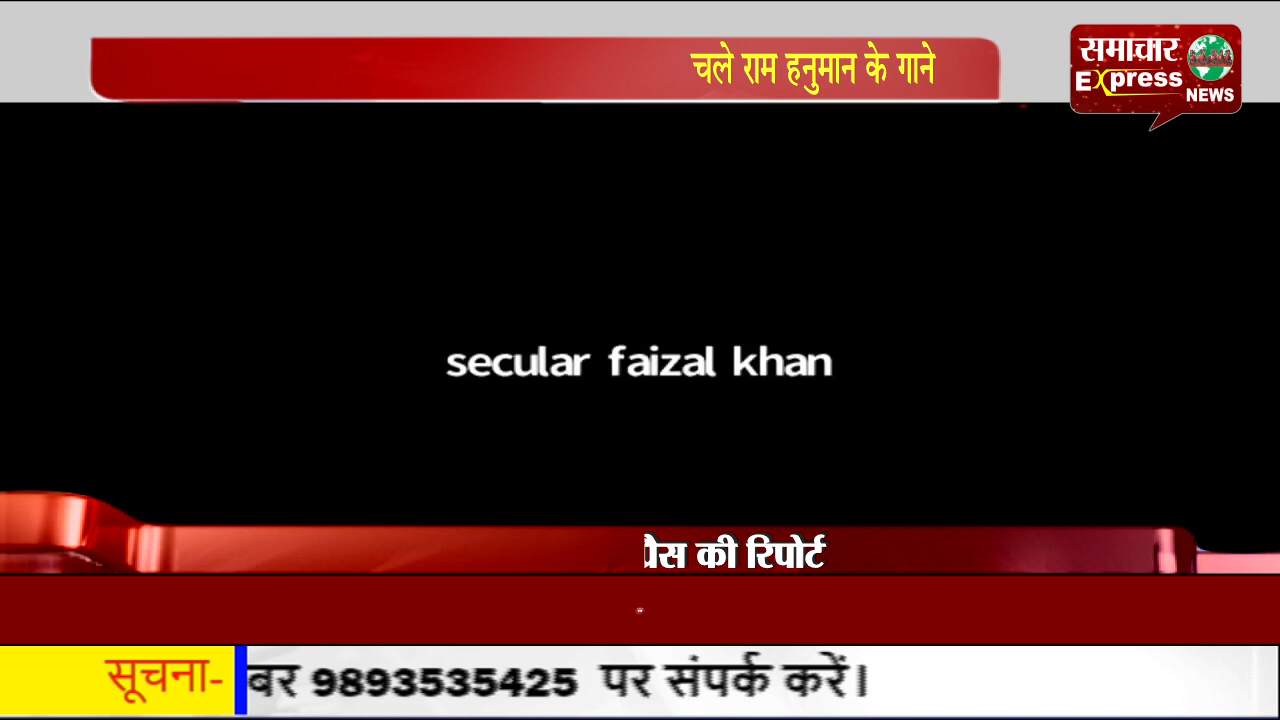 चले राम हनुमान के गाने
समाचार
Express
NEWS
secular faizal khan
की रिपोर्ट
सूचना-
बर 9893535425 पर संपर्क करें।